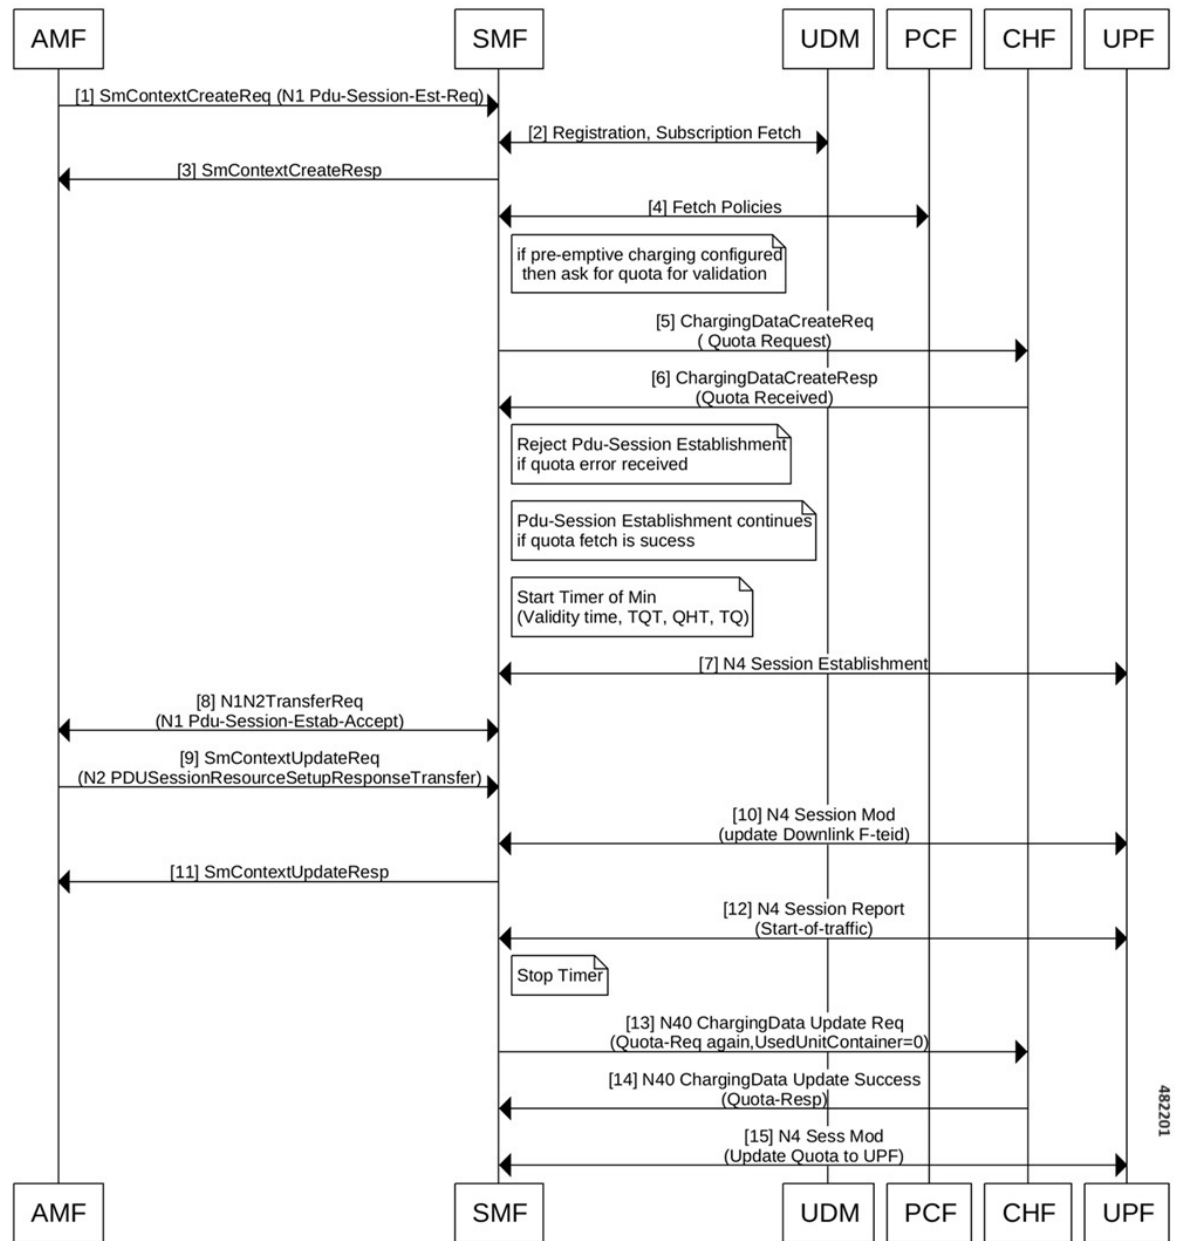 AMF
SMF
UDM
PCF
CHF
UPF
[1] SmContextCreateReq (N1 Pdu-Session-Est-Req)
[2] Registration, Subscription Fetch
[3] SmContextCreateResp
[4] Fetch Policies
if pre-emptive charging configured
then ask for quota for validation
[5] ChargingDataCreateReq
( Quota Request)
[6] ChargingDataCreateResp
(Quota Received)
Reject Pdu-Session Establishment
if quota error received
Pdu-Session Establishment continues
if quota fetch is sucess
Start Timer of Min
(Validity time, TQT, QHT, TQ)
[7] N4 Session Establishment
[8] N1N2TransferReq
(N1 Pdu-Session-Estab-Accept)
[9] SmContextUpdateReq
(N2 PDUSessionResourceSetupResponseTransfer)
[10] N4 Session Mod
(update Downlink F-teid)
[11] SmContextUpdateResp
[12] N4 Session Report
(Start-of-traffic)
Stop Timer
[13] N40 ChargingData Update Req
(Quota-Req again,UsedUnitContainer=0)
[14] N40 ChargingData Update Success
(Quota-Resp)
482201
[15] N4 Sess Mod
(Update Quota to UPF)
AMF
SMF
UDM
PCF
CHF
UPF